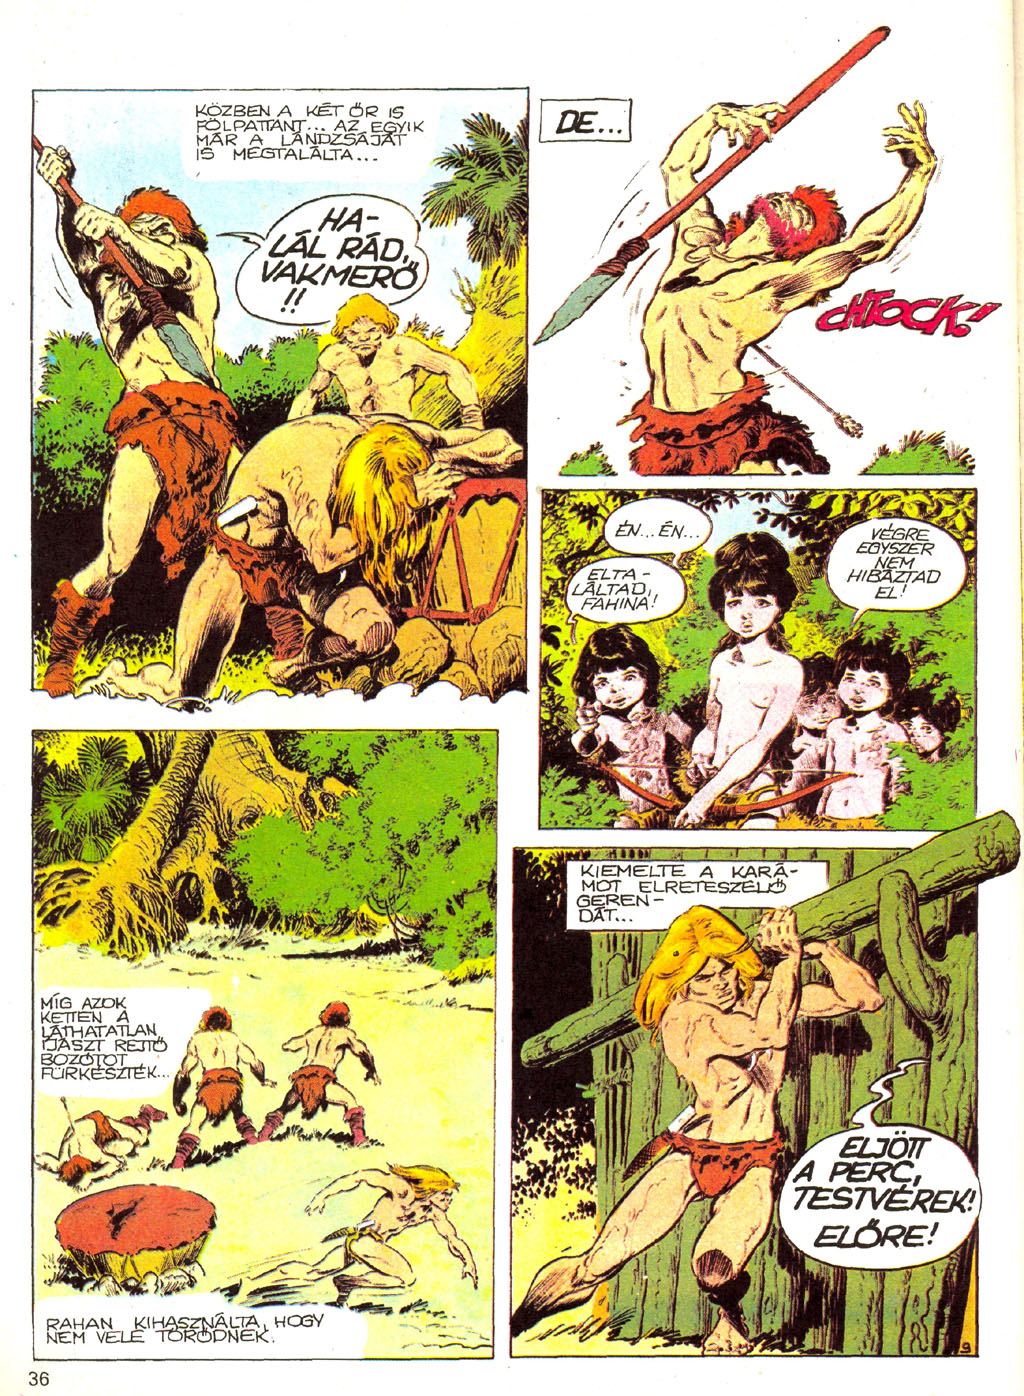 KÖZBEN A KÉT ŐR IS
FÖLPATTANT... AZ EGYIK
MÁR A LÁNDZSÁJÁT
IS MEGTALÁLTA...
HA-
LÁL RÁD,
VAKMERŐ
!!
DE...
CHTOCK!
ÉN... ÉN...
ELTA-
LÁLTAD,
FAHINA!
VÉGRE
EGYSZER
NEM
HIBÁZTAD
EL!
MÍG AZOK
KETTEN A
LÁTHATATLAN
ÍJÁSZT REJTŐ
BOZÓTOT
FÜRKÉSZTÉK...
RAHAN KIHASZNÁLTA, HOGY
NEM VELE TÖRŐDNEK.
KIEMELTE A KARÁ-
MOT ELRETESZELŐ
GEREN-
DÁT...
ELJÖTT
A PERC,
TESTVÉREK!
ELŐRE!
9
36